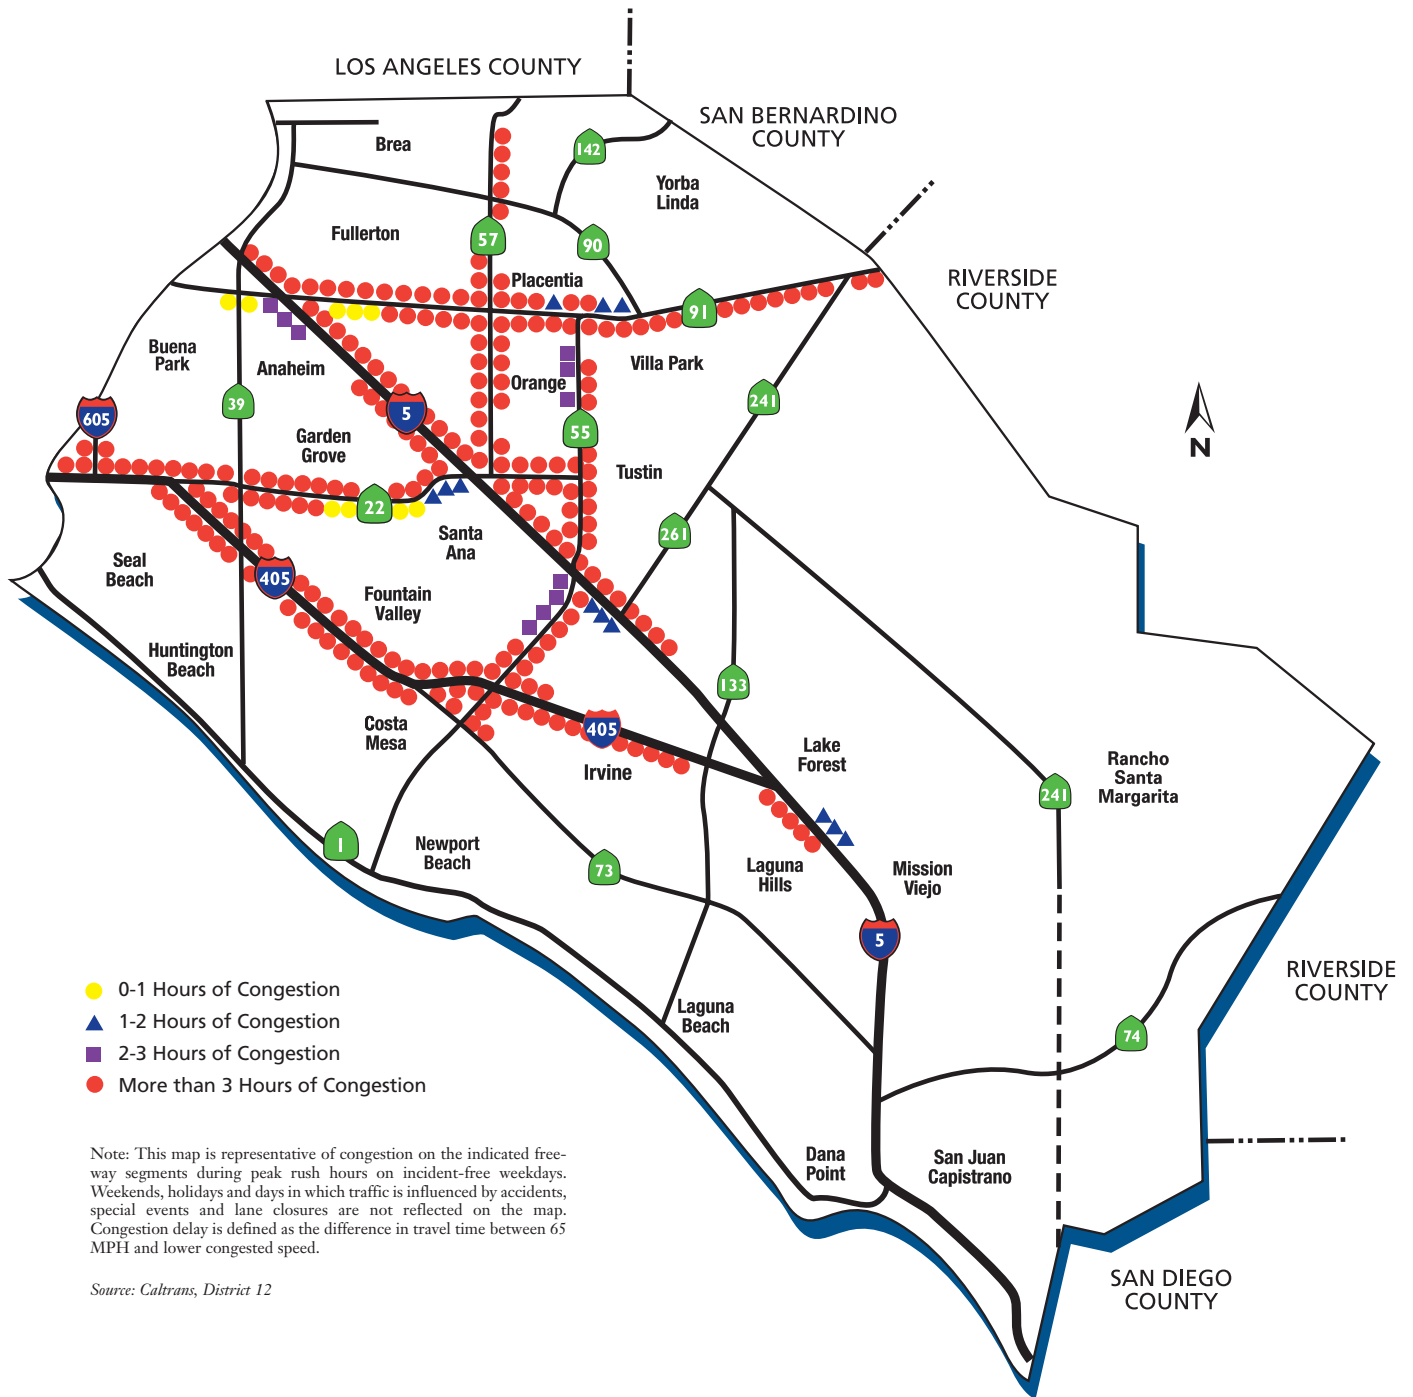 LOS ANGELES COUNTY
SAN BERNARDINO
COUNTY
Brea
142
Yorba
Linda
Fullerton
57
90
Placentia
RIVERSIDE
COUNTY
91
Buena
Park
Anaheim
Villa Park
Orange
39
5
241
605
55
Garden
Grove
N
Tustin
22
Santa
Ana
261
Seal
Beach
405
Fountain
Valley
Huntington
Beach
133
Costa
Mesa
405
Irvine
Lake
Forest
Rancho
Santa
Margarita
241
1
Newport
Beach
73
Laguna
Hills
Mission
Viejo
5
RIVERSIDE
COUNTY
Laguna
Beach
74
0-1 Hours of Congestion
1-2 Hours of Congestion
2-3 Hours of Congestion
More than 3 Hours of Congestion
Note: This map is representative of congestion on the indicated free-
way segments during peak rush hours on incident-free weekdays.
Weekends, holidays and days in which traffic is influenced by accidents,
special events and lane closures are not reflected on the map.
Congestion delay is defined as the difference in travel time between 65
MPH and lower congested speed.
Dana
Point
San Juan
Capistrano
Source: Caltrans, District 12
SAN DIEGO
COUNTY